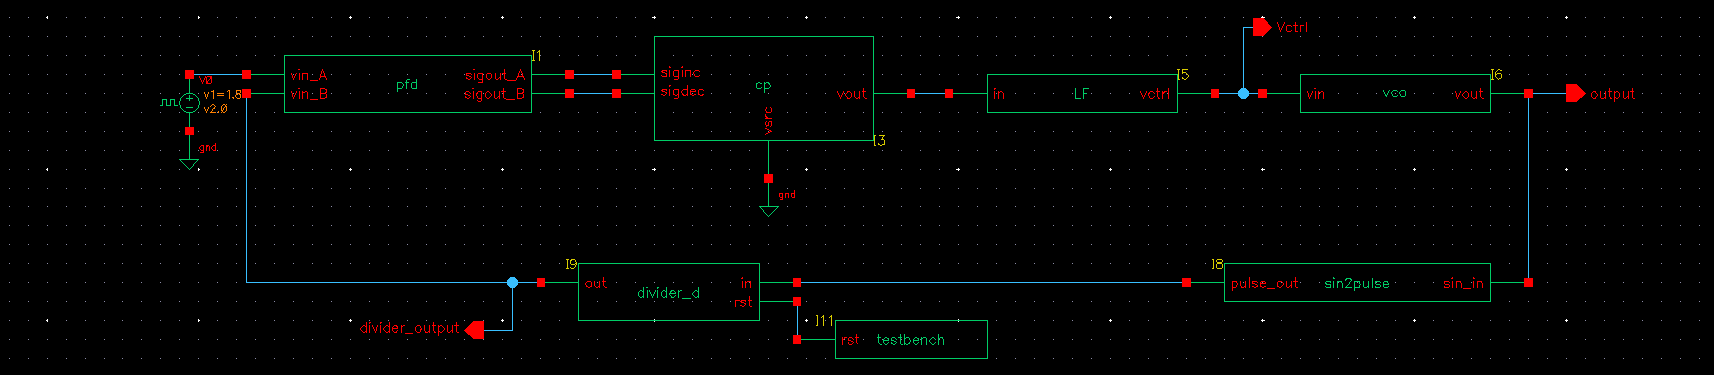 Vctrl
I1
I5
I6
V0
vin_A
pfd
sigout_A
siginc
cp
v1=1.8
vin_B
sigout_B
sigdec
vout
in
LF
vctrl
vin
vco
vout
output
v2.0
vsrc
I3
gnd
gnd
I9
I8
out
divider_d
in
pulse_out
sin2pulse
sin_in
rst
divider_output
I11
rst
testbench